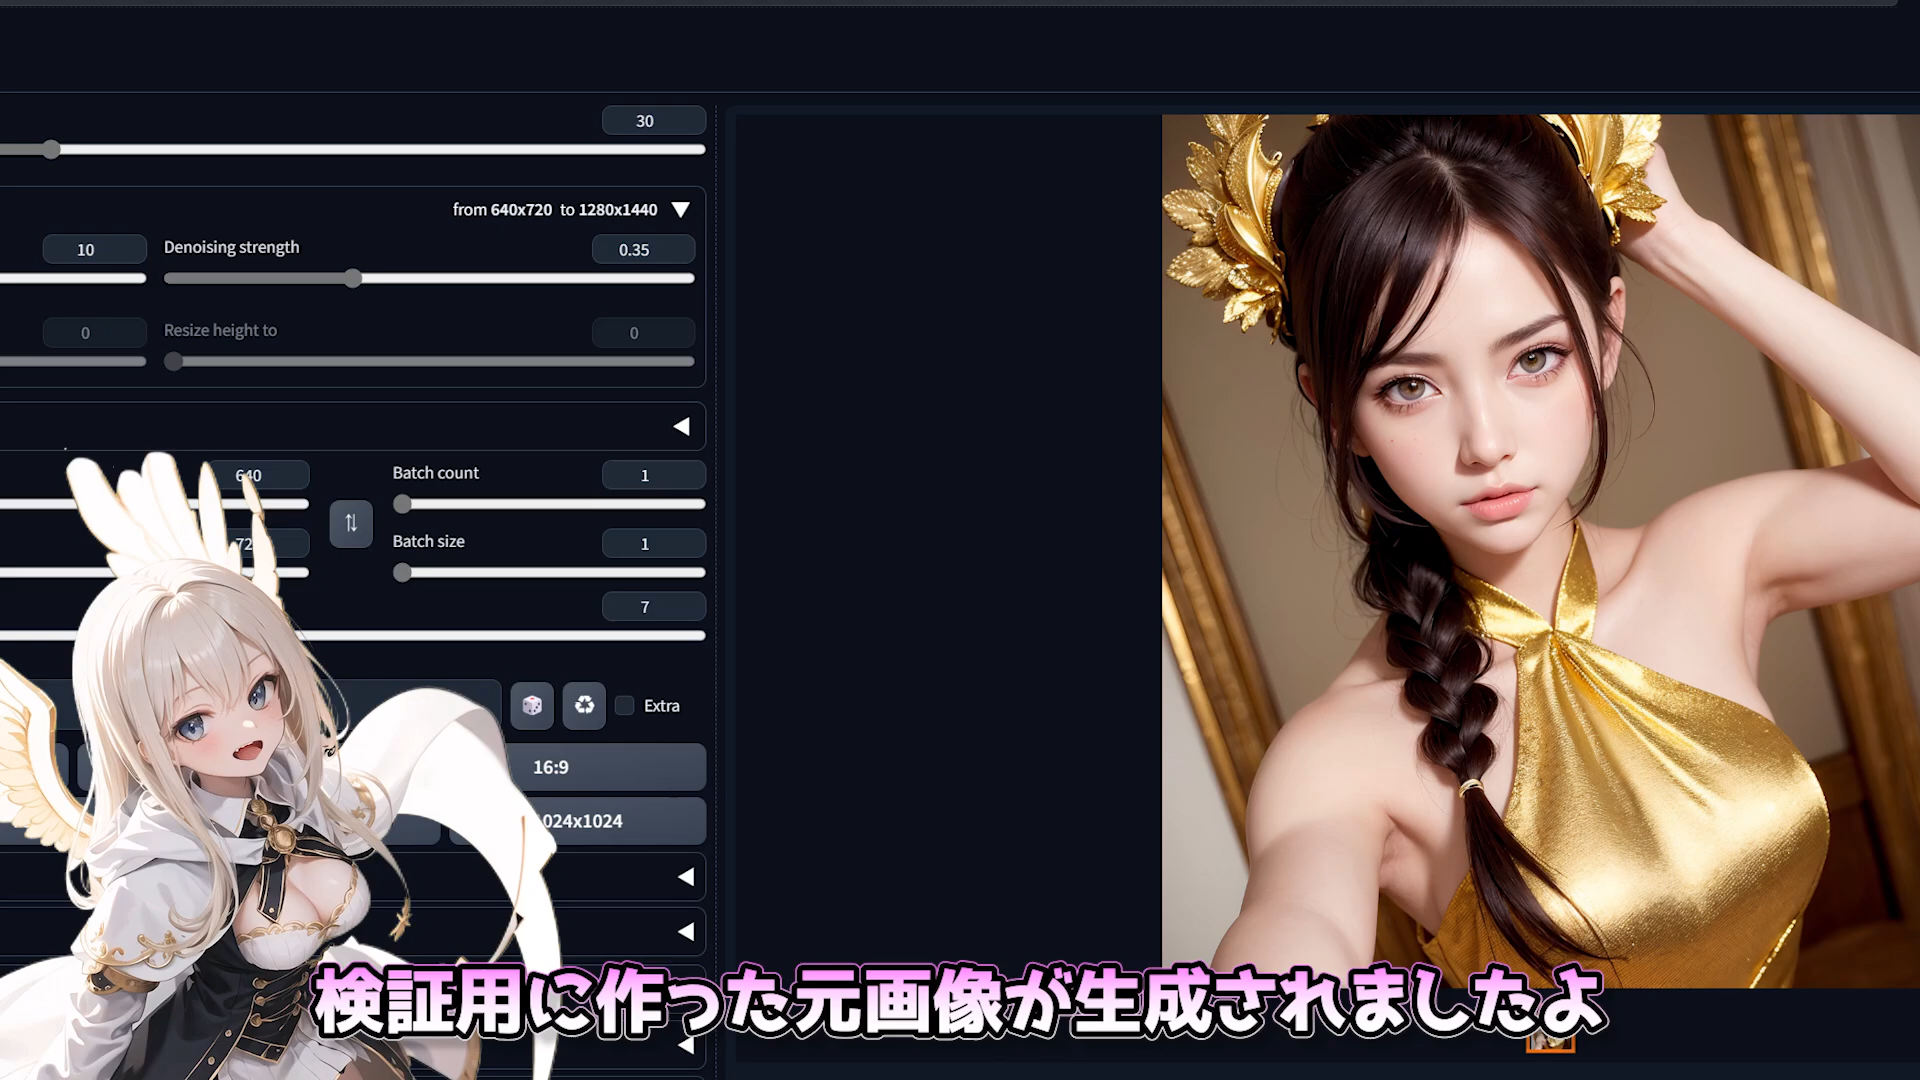 30
from 640x720 to 1280x1440
10
Denoising strength
0.35
0
Resize height to
0
640
Batch count
1
72
Batch size
1
7
Extra
16:9
024x1024
検証用に作った元画像が生成されましたよ